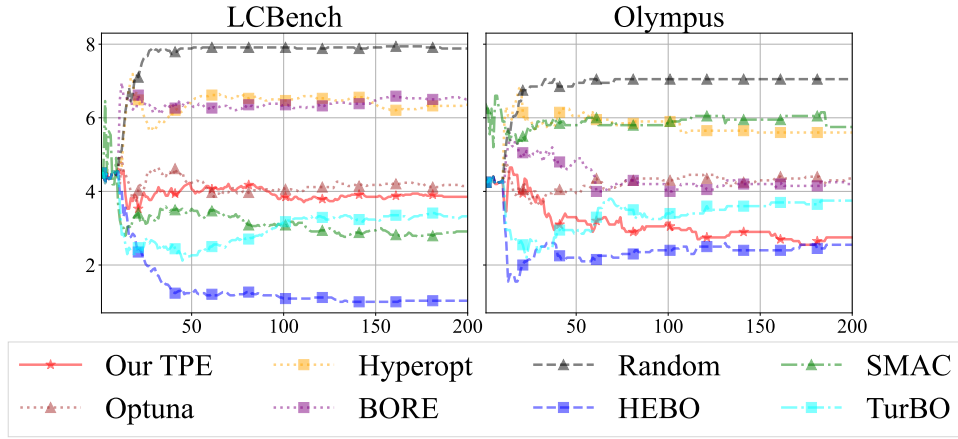 LCBench Olympus
8
6
4
2
50 100 150 200 50 100 150 200
Our TPE Hyperopt Random SMAC
Optuna BORE HEBO TurBO